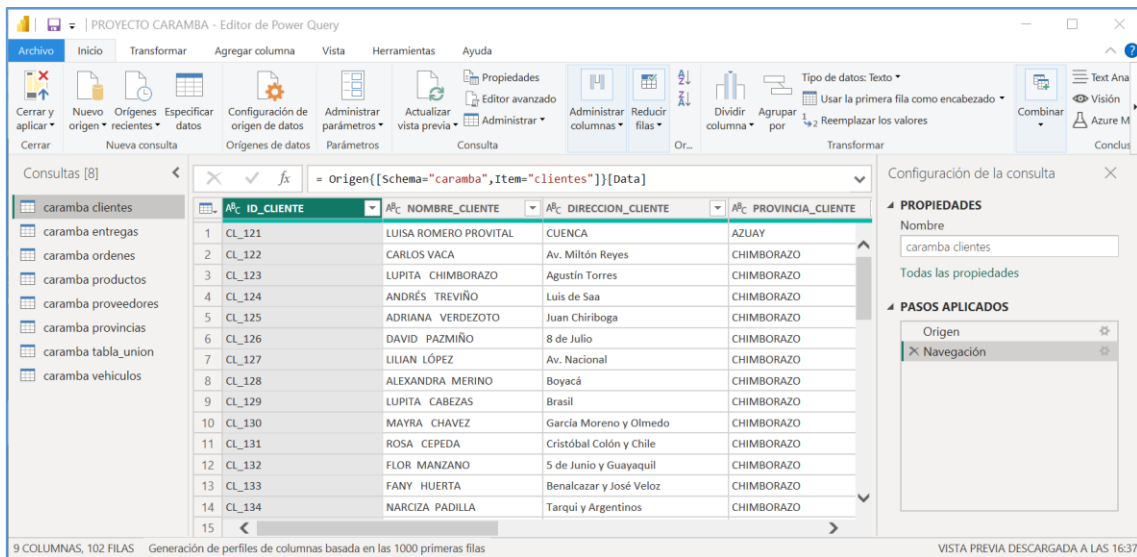 PROYECTO CARAMBA - Editor de Power Query
Archivo Inicio Transformar Agregar columna Vista Herramientas Ayuda
Cerrar y aplicar
Nuevo origen
Orígenes recientes
Especificar datos
Configuración de origen de datos
Administrar parámetros
Actualizar vista previa
Propiedades
Editor avanzado
Administrar
Administrar columnas
Reducir filas
Dividir columna
Agrupar por
Tipo de datos: Texto
Usar la primera fila como encabezado
Reemplazar los valores
Combinar
Text Ana
Visión
Azure M
Cerrar Nueva consulta Orígenes de datos Parámetros Consulta Or... Transformar Conclus
Consultas [8]
caramba clientes
caramba entregas
caramba ordenes
caramba productos
caramba proveedores
caramba provincias
caramba tabla_union
caramba vehiculos
fx = Origen{[Schema="caramba",Item="clientes"]}[Data]
ABC ID_CLIENTE ABC NOMBRE_CLIENTE ABC DIRECCION_CLIENTE ABC PROVINCIA_CLIENTE
1 CL_121 LUISA ROMERO PROVITAL CUENCA AZUAY
2 CL_122 CARLOS VACA Av. Miltón Reyes CHIMBORAZO
3 CL_123 LUPITA CHIMBORAZO Agustín Torres CHIMBORAZO
4 CL_124 ANDRÉS TREVIÑO Luis de Saa CHIMBORAZO
5 CL_125 ADRIANA VERDEZOTO Juan Chiriboga CHIMBORAZO
6 CL_126 DAVID PAZMIÑO 8 de Julio CHIMBORAZO
7 CL_127 LILIAN LÓPEZ Av. Nacional CHIMBORAZO
8 CL_128 ALEXANDRA MERINO Boyacá CHIMBORAZO
9 CL_129 LUPITA CABEZAS Brasil CHIMBORAZO
10 CL_130 MAYRA CHAVEZ García Moreno y Olmedo CHIMBORAZO
11 CL_131 ROSA CEPEDA Cristóbal Colón y Chile CHIMBORAZO
12 CL_132 FLOR MANZANO 5 de Junio y Guayaquil CHIMBORAZO
13 CL_133 FANY HUERTA Benalcazar y José Veloz CHIMBORAZO
14 CL_134 NARCIZA PADILLA Tarqui y Argentinos CHIMBORAZO
15
Configuración de la consulta
PROPIEDADES
Nombre
caramba clientes
Todas las propiedades
PASOS APLICADOS
Origen
Navegación
9 COLUMNAS, 102 FILAS Generación de perfiles de columnas basada en las 1000 primeras filas VISTA PREVIA DESCARGADA A LAS 16:37